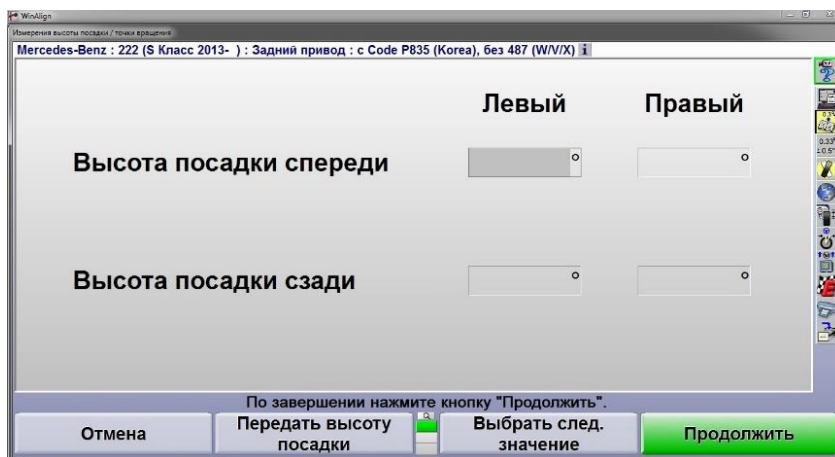 WinAlign
Измерения высоты посадки / точки вращения
Mercedes-Benz : 222 (S Класс 2013- ) : Задний привод : с Code P835 (Korea), без 487 (W/V/X) i
Левый Правый
Высота посадки спереди ° °
Высота посадки сзади ° °
По завершении нажмите кнопку "Продолжить".
Отмена
Передать высоту
посадки
Выбрать след.
значение
Продолжить